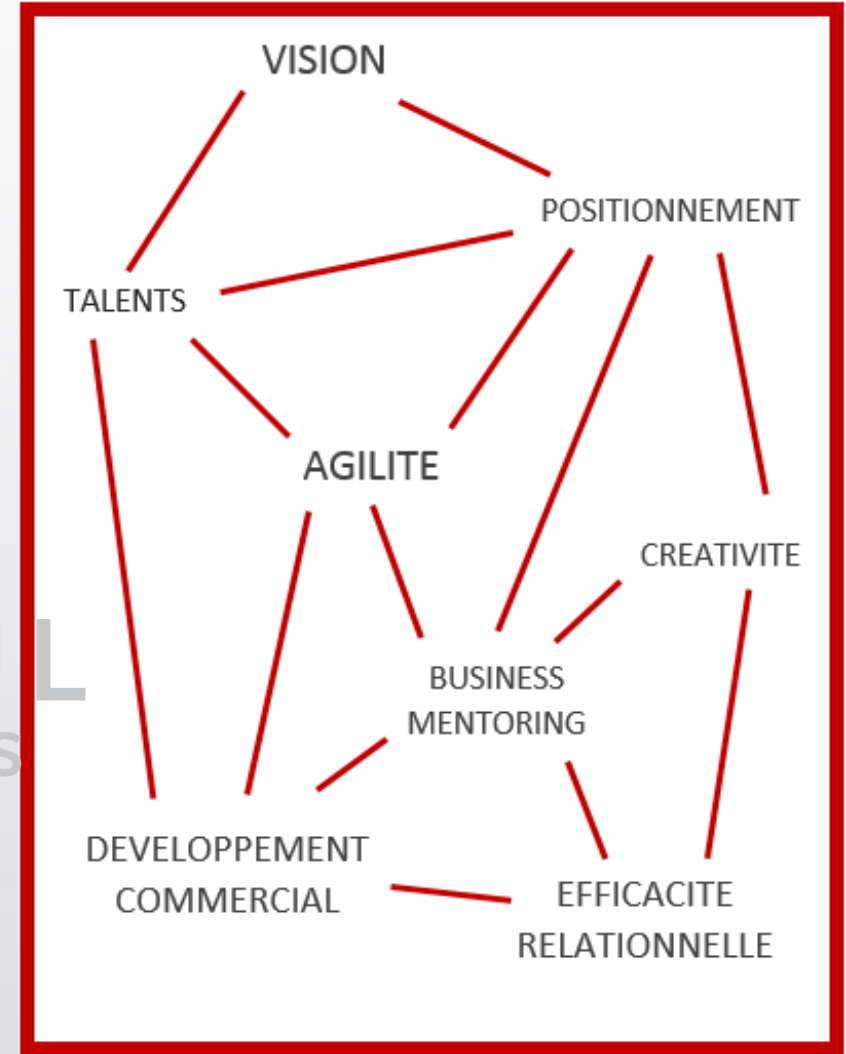 VISION
POSITIONNEMENT
TALENTS
AGILITE
CREATIVITE
BUSINESS
MENTORING
DEVELOPPEMENT
COMMERCIAL
EFFICACITE
RELATIONNELLE
L
s